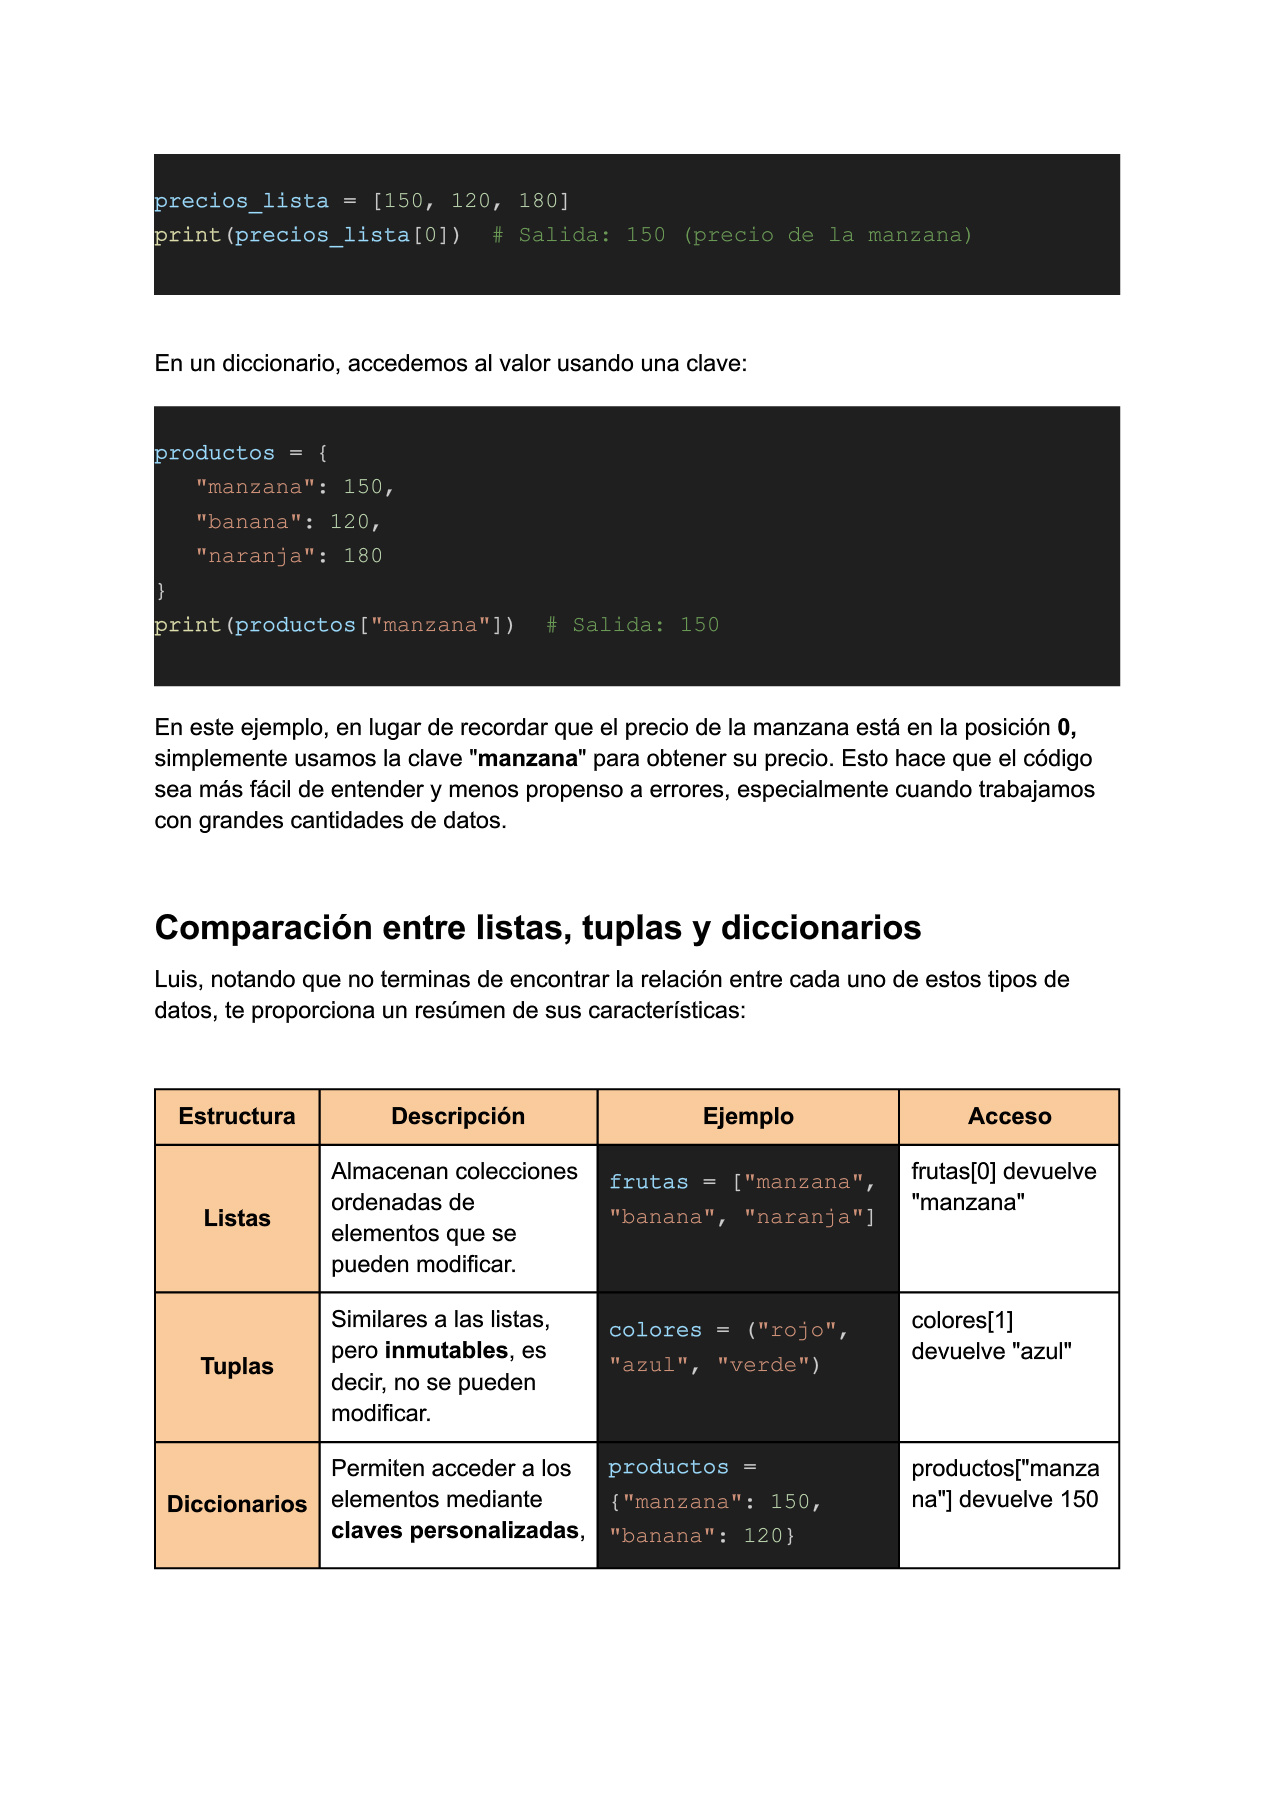 precios_lista = [150, 120, 180]
print(precios_lista[0])  # Salida: 150 (precio de la manzana)
En un diccionario, accedemos al valor usando una clave:
productos = {
   "manzana": 150,
   "banana": 120,
   "naranja": 180
}
print(productos["manzana"])  # Salida: 150
En este ejemplo, en lugar de recordar que el precio de la manzana está en la posición 0,
simplemente usamos la clave "manzana" para obtener su precio. Esto hace que el código
sea más fácil de entender y menos propenso a errores, especialmente cuando trabajamos
con grandes cantidades de datos.
Comparación entre listas, tuplas y diccionarios
Luis, notando que no terminas de encontrar la relación entre cada uno de estos tipos de
datos, te proporciona un resúmen de sus características:
Estructura
Descripción
Ejemplo
Acceso
Listas
Almacenan colecciones
ordenadas de
elementos que se
pueden modificar.
frutas = ["manzana",
"banana", "naranja"]
frutas[0] devuelve
"manzana"
Tuplas
Similares a las listas,
pero inmutables, es
decir, no se pueden
modificar.
colores = ("rojo",
"azul", "verde")
colores[1]
devuelve "azul"
Diccionarios
Permiten acceder a los
elementos mediante
claves personalizadas,
productos =
{"manzana": 150,
"banana": 120}
productos["manza
na"] devuelve 150